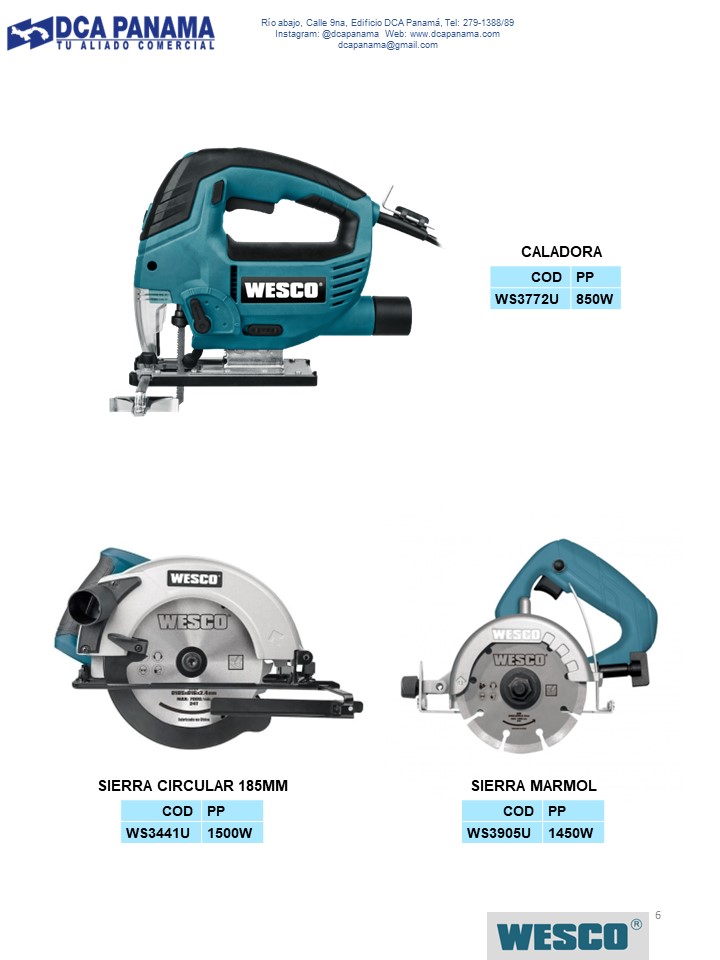 DCA PANAMA
TU ALIADO COMERCIAL
Río abajo, Calle 9na, Edificio DCA Panamá, Tel: 279-1388/89
Instagram: @dcapanama Web: www.dcapanama.com
dcapanama@gmail.com
WESCO®
CALADORA
COD PP
WS3772U 850W
WESCO®
WESCO®
SIERRA CIRCULAR 185MM
COD PP
WS3441U 1500W
WESCO
WESCO
SIERRA MARMOL
COD PP
WS3905U 1450W
6
WESCO®